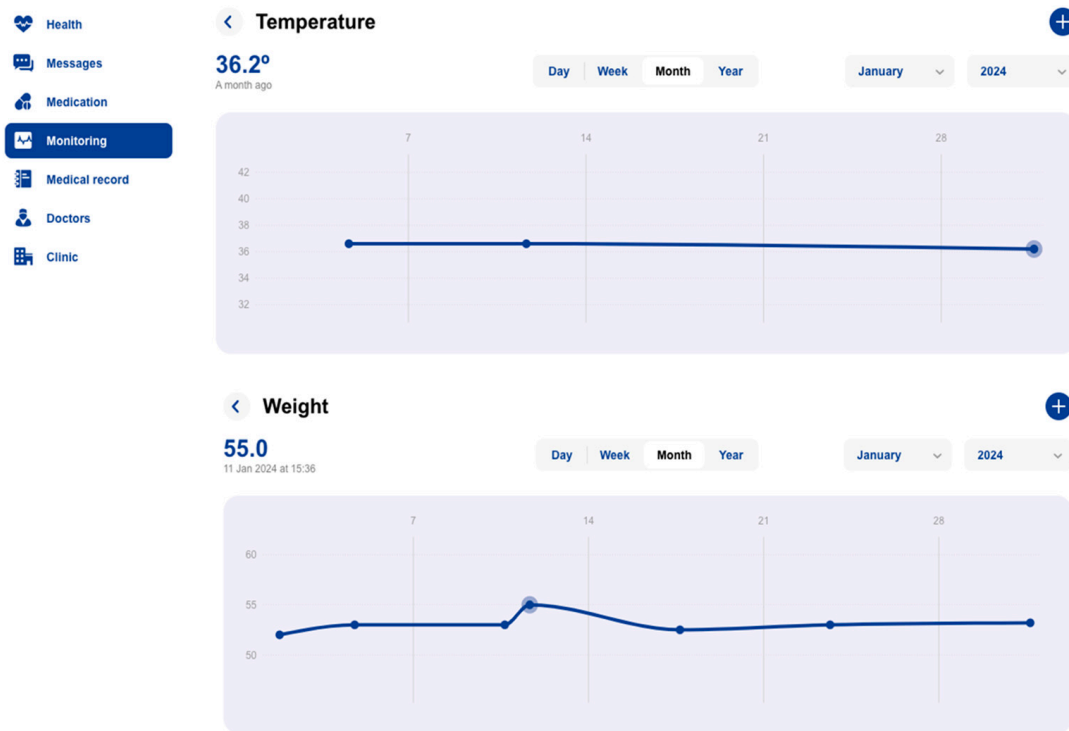 Health
Messages
Medication
Monitoring
Medical record
Doctors
Clinic
Temperature
36.2º
A month ago
Day Week Month Year
January
2024
7 14 21 28
42
40
38
36
34
32
Weight
55.0
11 Jan 2024 at 15:36
Day Week Month Year
January
2024
7 14 21 28
60
55
50